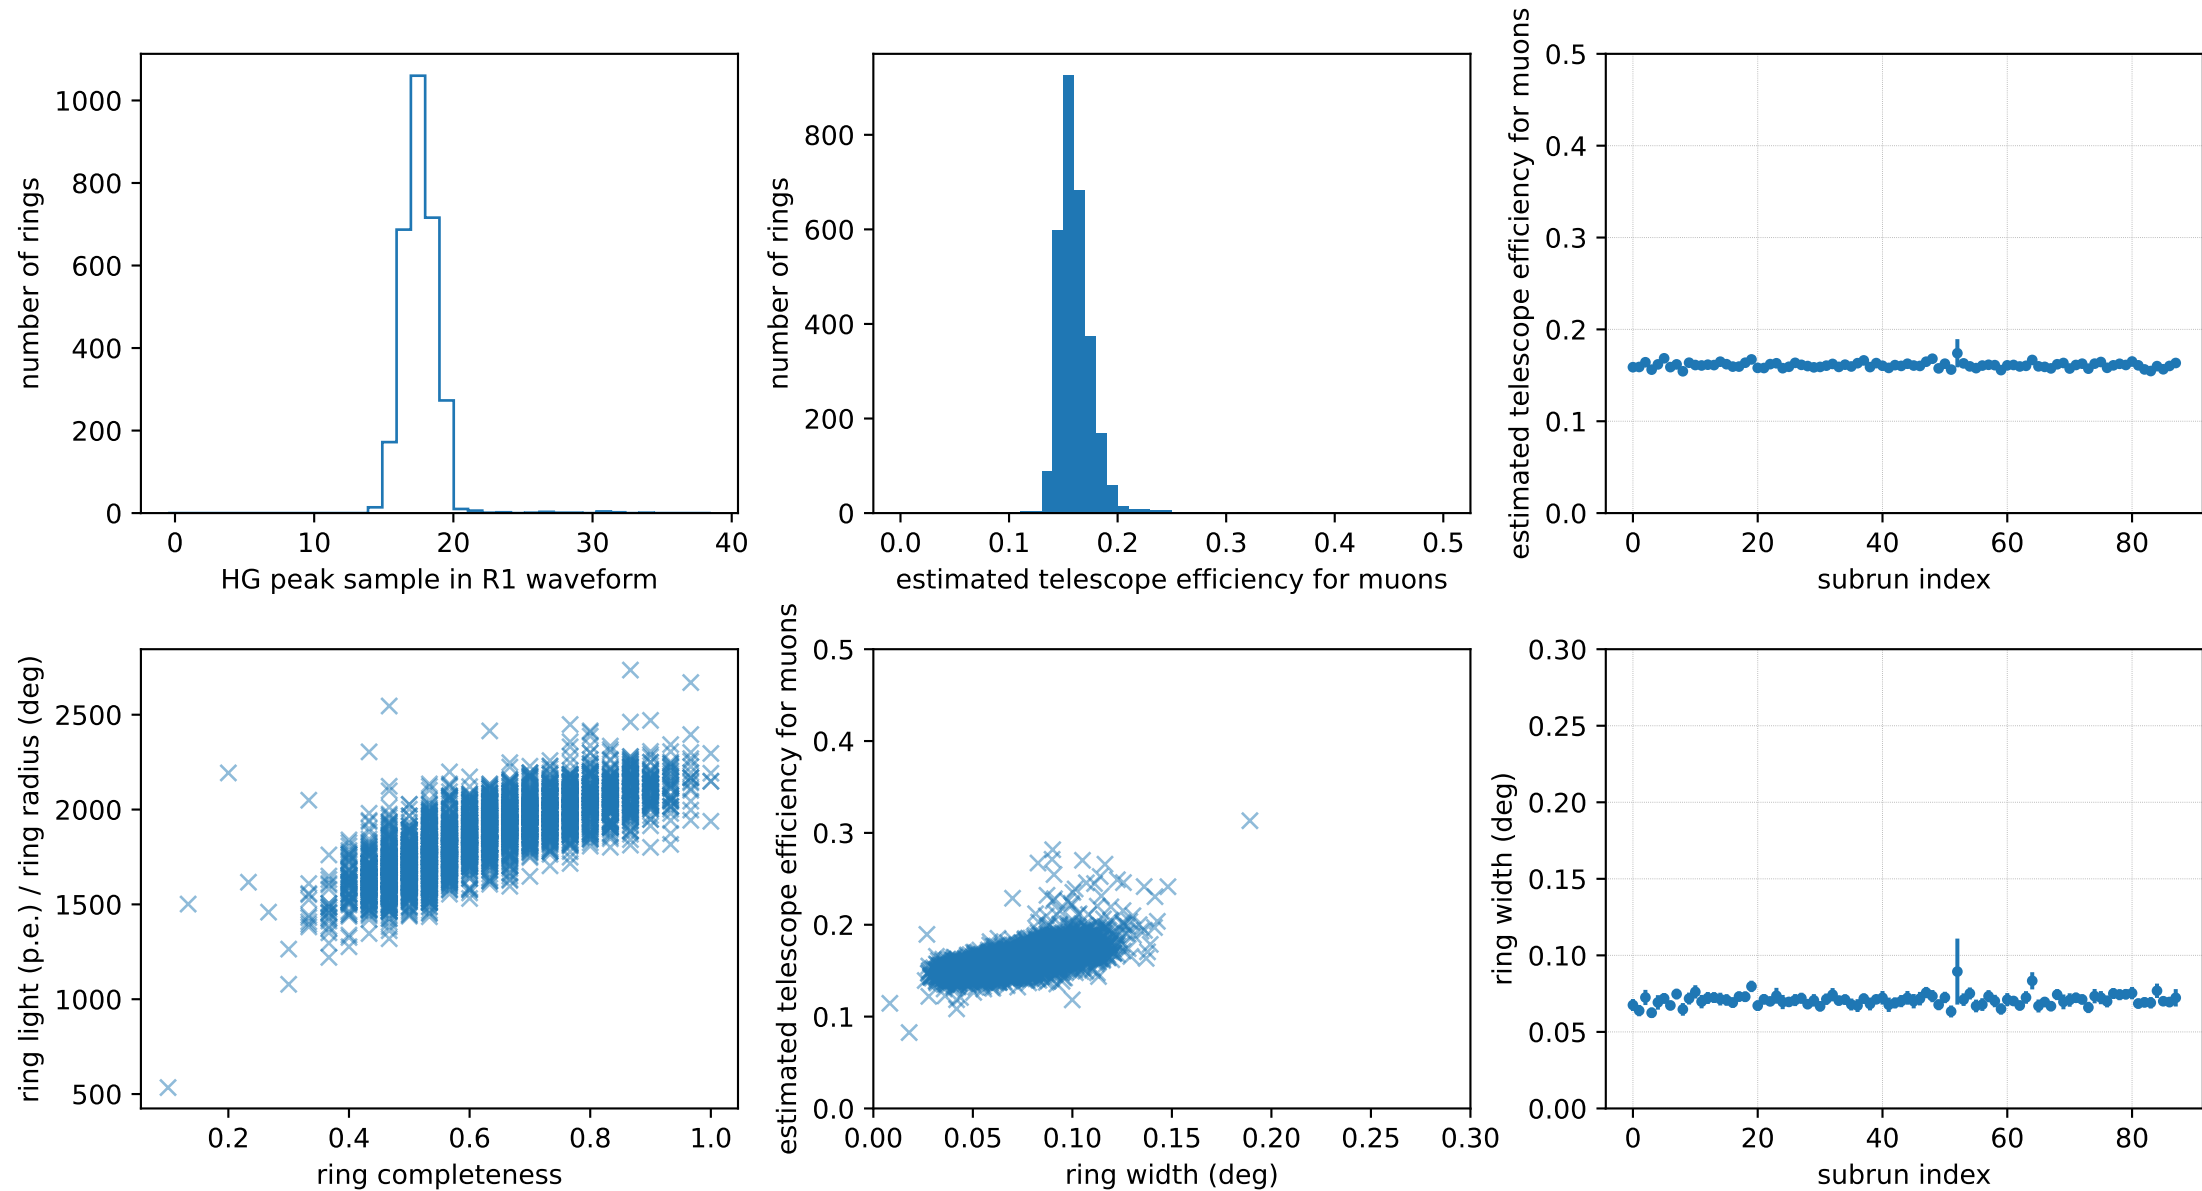 number of rings
1000
800
600
400
200
0
0 10 20 30 40
HG peak sample in R1 waveform
number of rings
800
600
400
200
0
0.0 0.1 0.2 0.3 0.4 0.5
estimated telescope efficiency for muons
estimated telescope efficiency for muons
0.5
0.4
0.3
0.2
0.1
0.0
0 20 40 60 80
subrun index
ring light (p.e.) / ring radius (deg)
2500
2000
1500
1000
500
0.2 0.4 0.6 0.8 1.0
ring completeness
estimated telescope efficiency for muons
0.5
0.4
0.3
0.2
0.1
0.0
0.00 0.05 0.10 0.15 0.20 0.25 0.30
ring width (deg)
ring width (deg)
0.30
0.25
0.20
0.15
0.10
0.05
0.00
0 20 40 60 80
subrun index